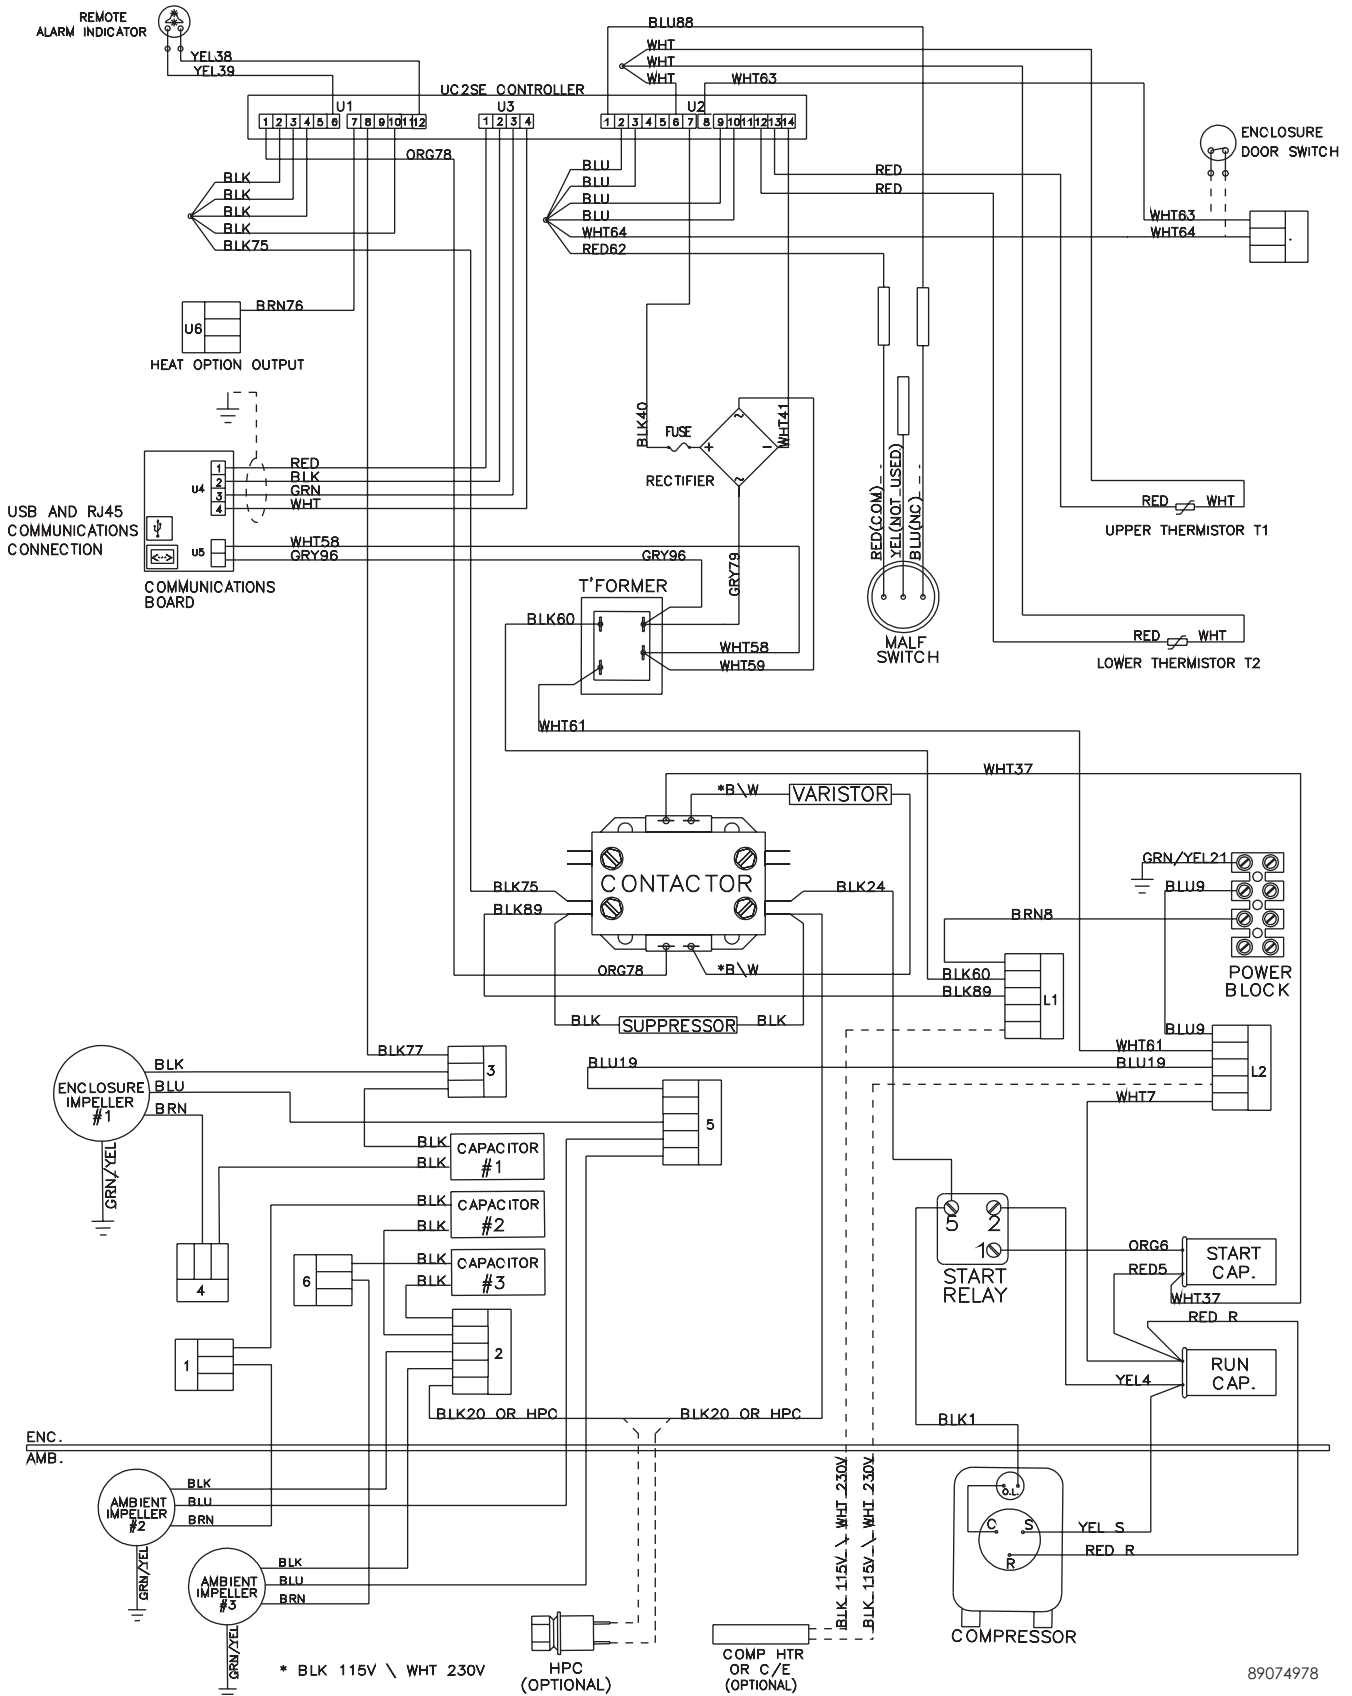 REMOTE
ALARM INDICATOR
YEL38
YEL39
BLU88
WHT
WHT
WHT
WHT63
UC2SE CONTROLLER
U1
U3
U2
1 2 3 4 5 6 7 8 9 10 11 12
1 2 3 4
1 2 3 4 5 6 7 8 9 10 11 12 13 14
ENCLOSURE
DOOR SWITCH
ORG78
BLK
BLK
BLK
BLK
BLK75
BLU
BLU
BLU
BLU
WHT64
RED62
RED
RED
WHT63
WHT64
BRN76
U6
HEAT OPTION OUTPUT
BLK40
FUSE
WHT41
~
+
−
~
RECTIFIER
RED(COM)
YEL(NOT USED)
BLU(NC)
RED
BLK
GRN
WHT
U4
1
2
3
4
U5
USB AND RJ45
COMMUNICATIONS
CONNECTION
WHT58
GRY96
GRY96
GRY79
COMMUNICATIONS
BOARD
RED
WHT
UPPER THERMISTOR T1
T'FORMER
BLK60
WHT58
WHT59
MALF
SWITCH
RED
WHT
LOWER THERMISTOR T2
WHT61
WHT37
*B\W
VARISTOR
CONTACTOR
BLK75
BLK89
BLK24
GRN/YEL21
BLU9
BRN8
POWER
BLOCK
ORG78
*B\W
BLK60
BLK89
L1
BLK
SUPPRESSOR
BLK
BLU9
WHT61
BLU19
BLU19
L2
WHT7
BLK77
3
BLK
BLU
BRN
ENCLOSURE
IMPELLER
#1
GRN/YEL
5
BLK
BLK
CAPACITOR
#1
BLK
BLK
CAPACITOR
#2
BLK
BLK
CAPACITOR
#3
4
6
1
2
5
2
1
START
RELAY
ORG6
RED5
START
CAP.
WHT37
RED R
RUN
CAP.
YEL4
BLK20 OR HPC
BLK20 OR HPC
BLK1
ENC.
AMB.
BLK
BLU
BRN
AMBIENT
IMPELLER
#2
GRN/YEL
BLK
BLU
BRN
AMBIENT
IMPELLER
#3
GRN/YEL
BLK 115V \ WHT 230V
BLK 115V \ WHT 230V
O.L.
C
S
R
YEL S
RED R
COMPRESSOR
* BLK 115V \ WHT 230V
HPC
(OPTIONAL)
COMP HTR
OR C/E
(OPTIONAL)
89074978